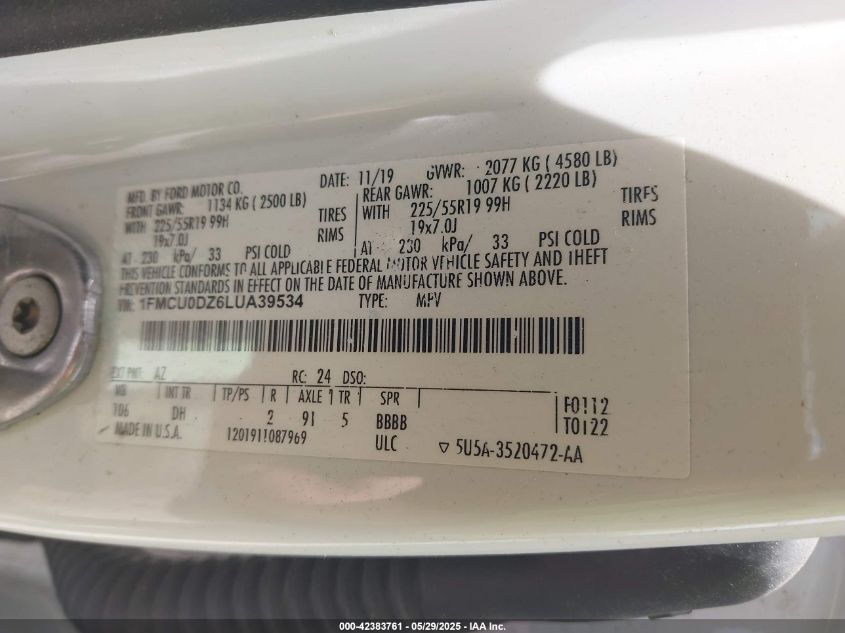 MFD. BY FORD MOTOR CO. DATE: 11/19 GVWR: 2077 KG ( 4580 LB)
FRONT GAWR: 1134 KG ( 2500 LB) REAR GAWR: 1007 KG ( 2220 LB)
WITH 225/55R19 99H TIRES WITH 225/55R19 99H TIRES
19x7.0J RIMS 19x7.0J RIMS
AT 230 kPa/ 33 PSI COLD AT 230 kPa/ 33 PSI COLD
THIS VEHICLE CONFORMS TO ALL APPLICABLE FEDERAL MOTOR VEHICLE SAFETY AND THEFT
PREVENTION STANDARDS IN EFFECT ON THE DATE OF MANUFACTURE SHOWN ABOVE.
VIN: 1FMCU0DZ6LUA39534 TYPE: MPV
EXT PNT: AZ RC: 24 DSO:
WB INT TR TP/PS R AXLE TR SPR
106 DH 2 91 5 BBBB F0112
T0122
MADE IN U.S.A. 1201911087969 ULC ▽ 5U5A-3520472-AA
000-42383761 - 05/29/2025 - IAA Inc.